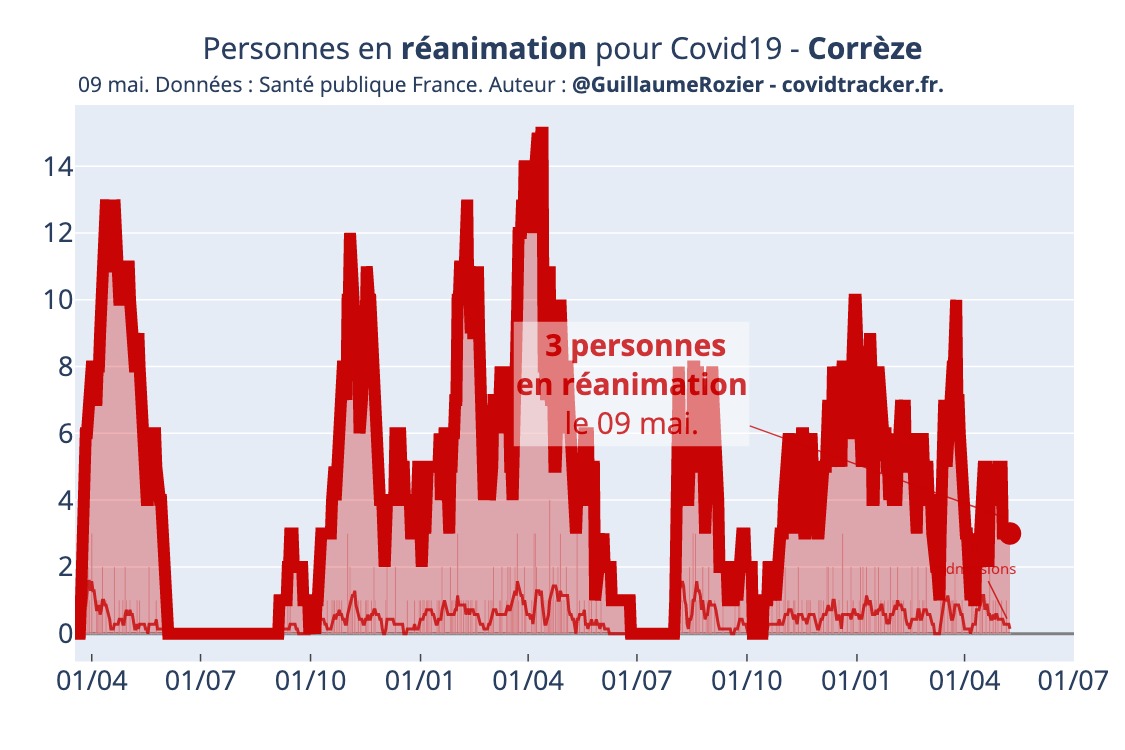 Personnes en réanimation pour Covid19 - Corrèze
09 mai. Données : Santé publique France. Auteur : @GuillaumeRozier - covidtracker.fr.
14
12
10
8
6
4
2
0
3 personnes
en réanimation
le 09 mai.
01/04 01/07 01/10 01/01 01/04 01/07 01/10 01/01 01/04 01/07